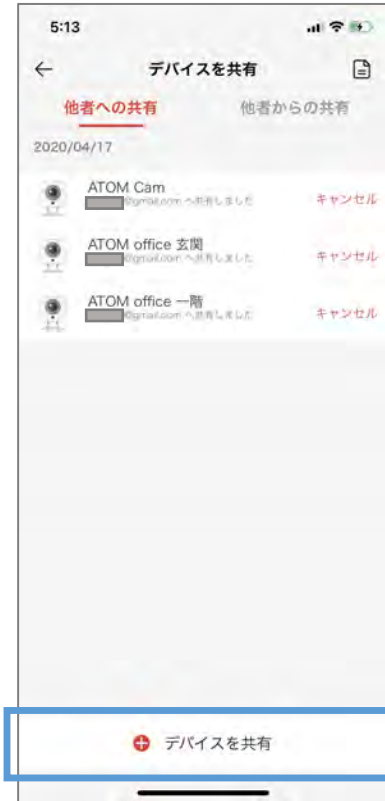 5:13
デバイスを共有
他者への共有 他者からの共有
2020/04/17
ATOM Cam
@gmail.com へ共有しました キャンセル
ATOM office 玄関
@gmail.com へ共有しました キャンセル
ATOM office 一階
@gmail.com へ共有しました キャンセル
デバイスを共有